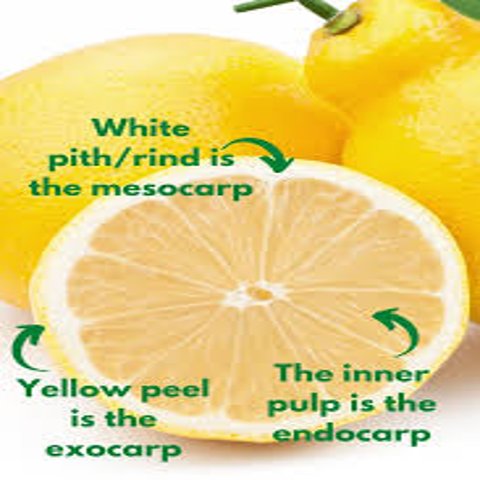 White
pith/rind is
the mesocarp
Yellow peel
is the
exocarp
The inner
pulp is the
endocarp